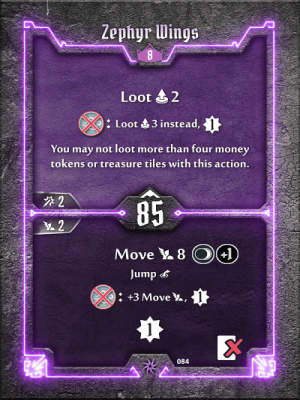 Zephyr Wings
8
Loot 2
: Loot 3 instead, 1
You may not loot more than four money
tokens or treasure tiles with this action.
2
85
2
Move 8 +1
Jump
: +3 Move, 1
1
084